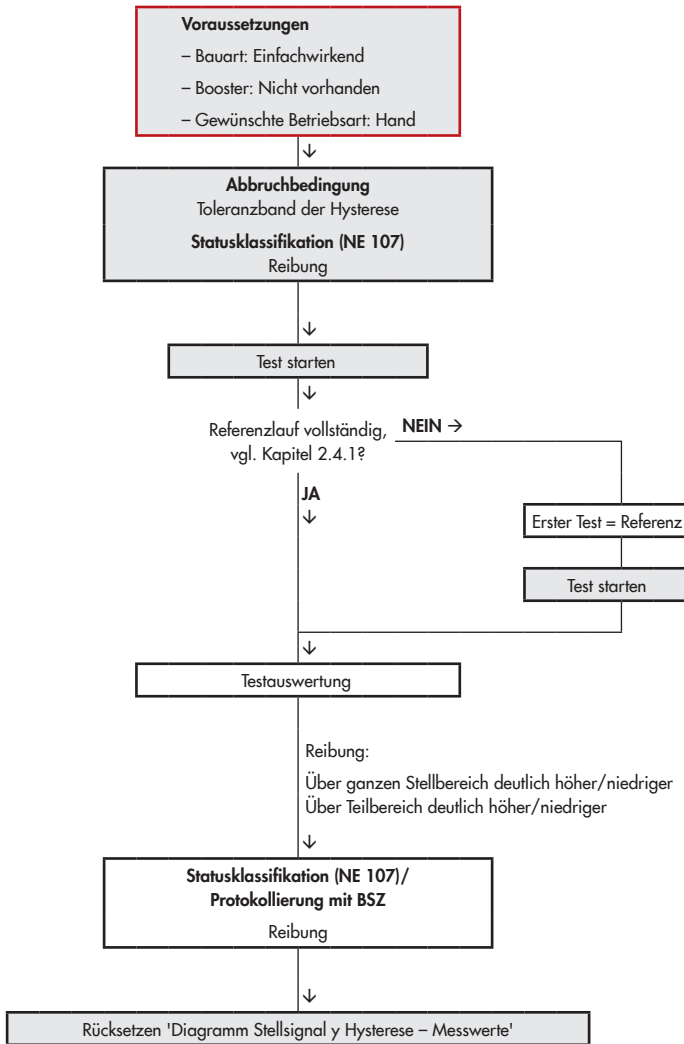 Voraussetzungen
– Bauart: Einfachwirkend
– Booster: Nicht vorhanden
– Gewünschte Betriebsart: Hand
Abbruchbedingung
Toleranzband der Hysterese
Statusklassifikation (NE 107)
Reibung
Test starten
Referenzlauf vollständig,
vgl. Kapitel 2.4.1?
NEIN →
JA
Erster Test = Referenz
Test starten
Testauswertung
Reibung:
Über ganzen Stellbereich deutlich höher/niedriger
Über Teilbereich deutlich höher/niedriger
Statusklassifikation (NE 107)/
Protokollierung mit BSZ
Reibung
Rücksetzen 'Diagramm Stellsignal y Hysterese – Messwerte'